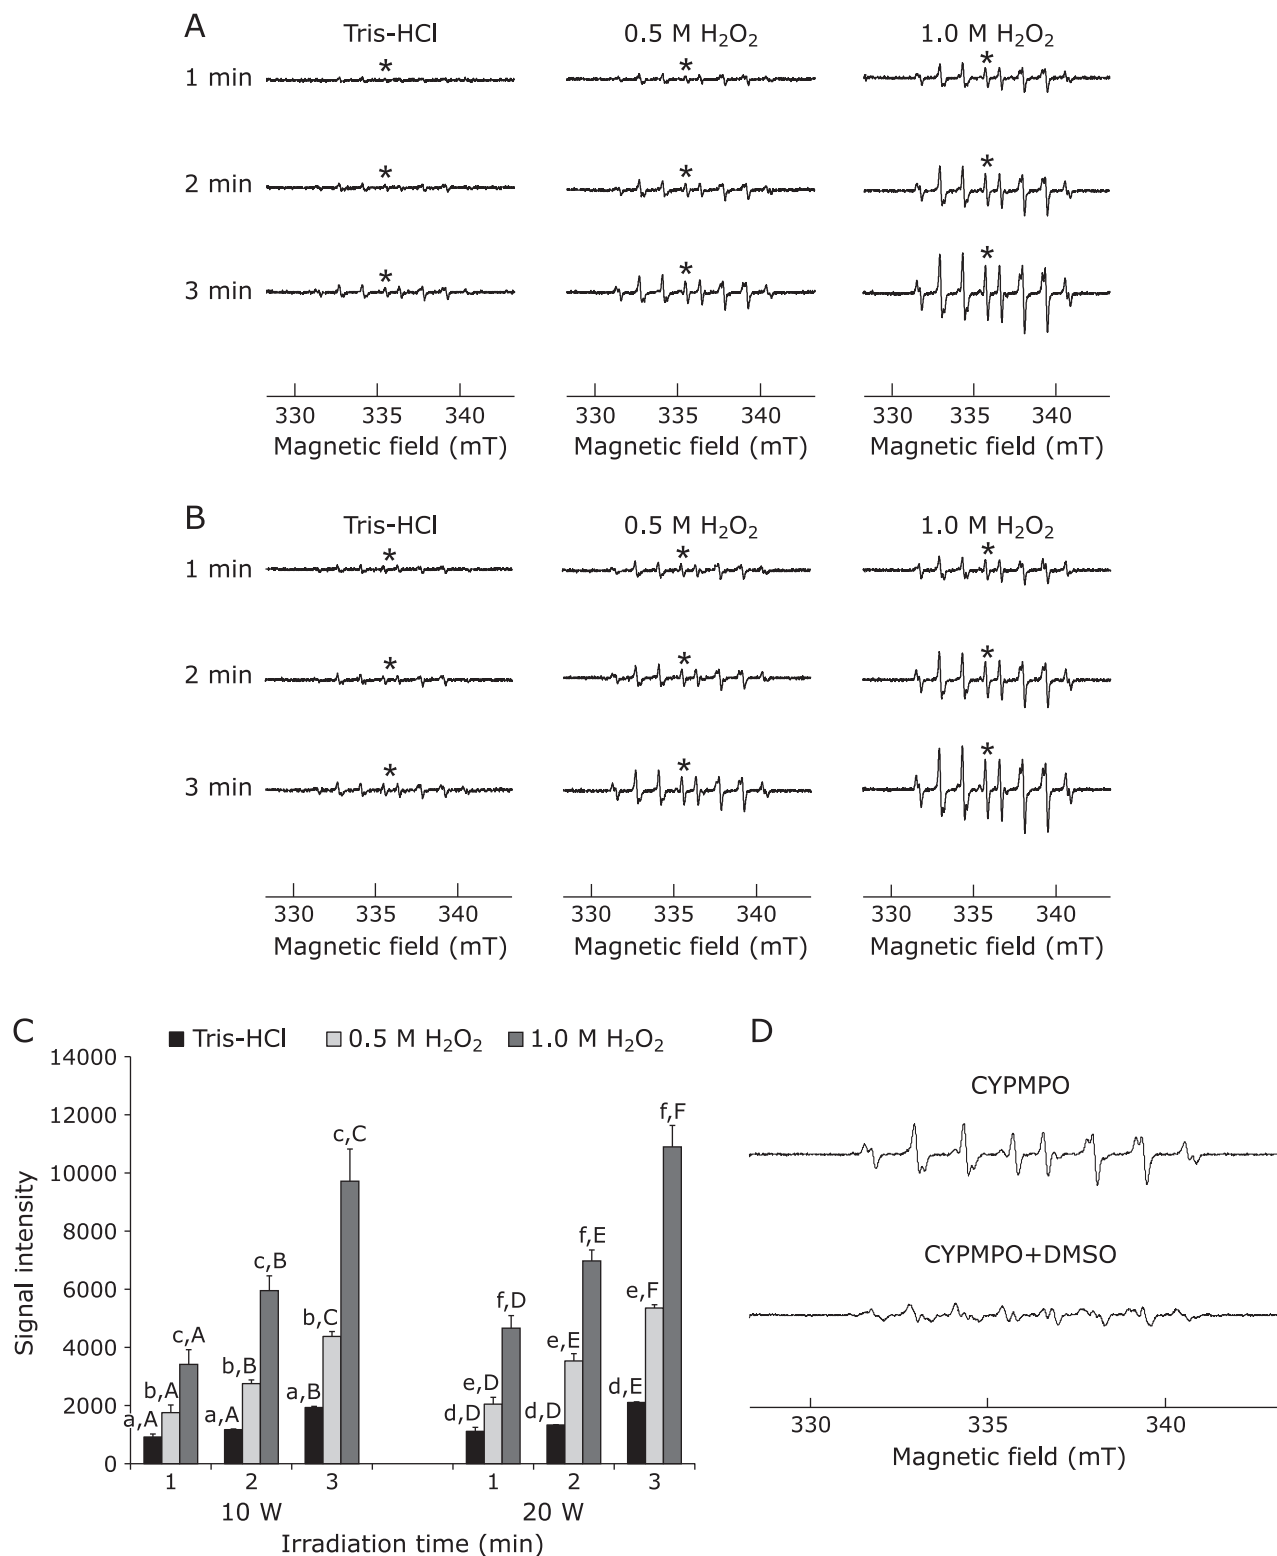 A
Tris-HCl 0.5 M H₂O₂ 1.0 M H₂O₂
1 min * * *
2 min * * *
3 min * * *
330 335 340 330 335 340 330 335 340
Magnetic field (mT) Magnetic field (mT) Magnetic field (mT)
B
Tris-HCl 0.5 M H₂O₂ 1.0 M H₂O₂
1 min * * *
2 min * * *
3 min * * *
330 335 340 330 335 340 330 335 340
Magnetic field (mT) Magnetic field (mT) Magnetic field (mT)
C
Tris-HCl 0.5 M H₂O₂ 1.0 M H₂O₂
Signal intensity
14000
12000
10000
8000
6000
4000
2000
0
a,A b,A c,A a,A b,B c,B a,B b,C c,C
d,D e,D f,D d,D e,E f,E d,E e,F f,F
1 2 3 1 2 3
10 W 20 W
Irradiation time (min)
D
CYPMPO
CYPMPO+DMSO
330 335 340
Magnetic field (mT)